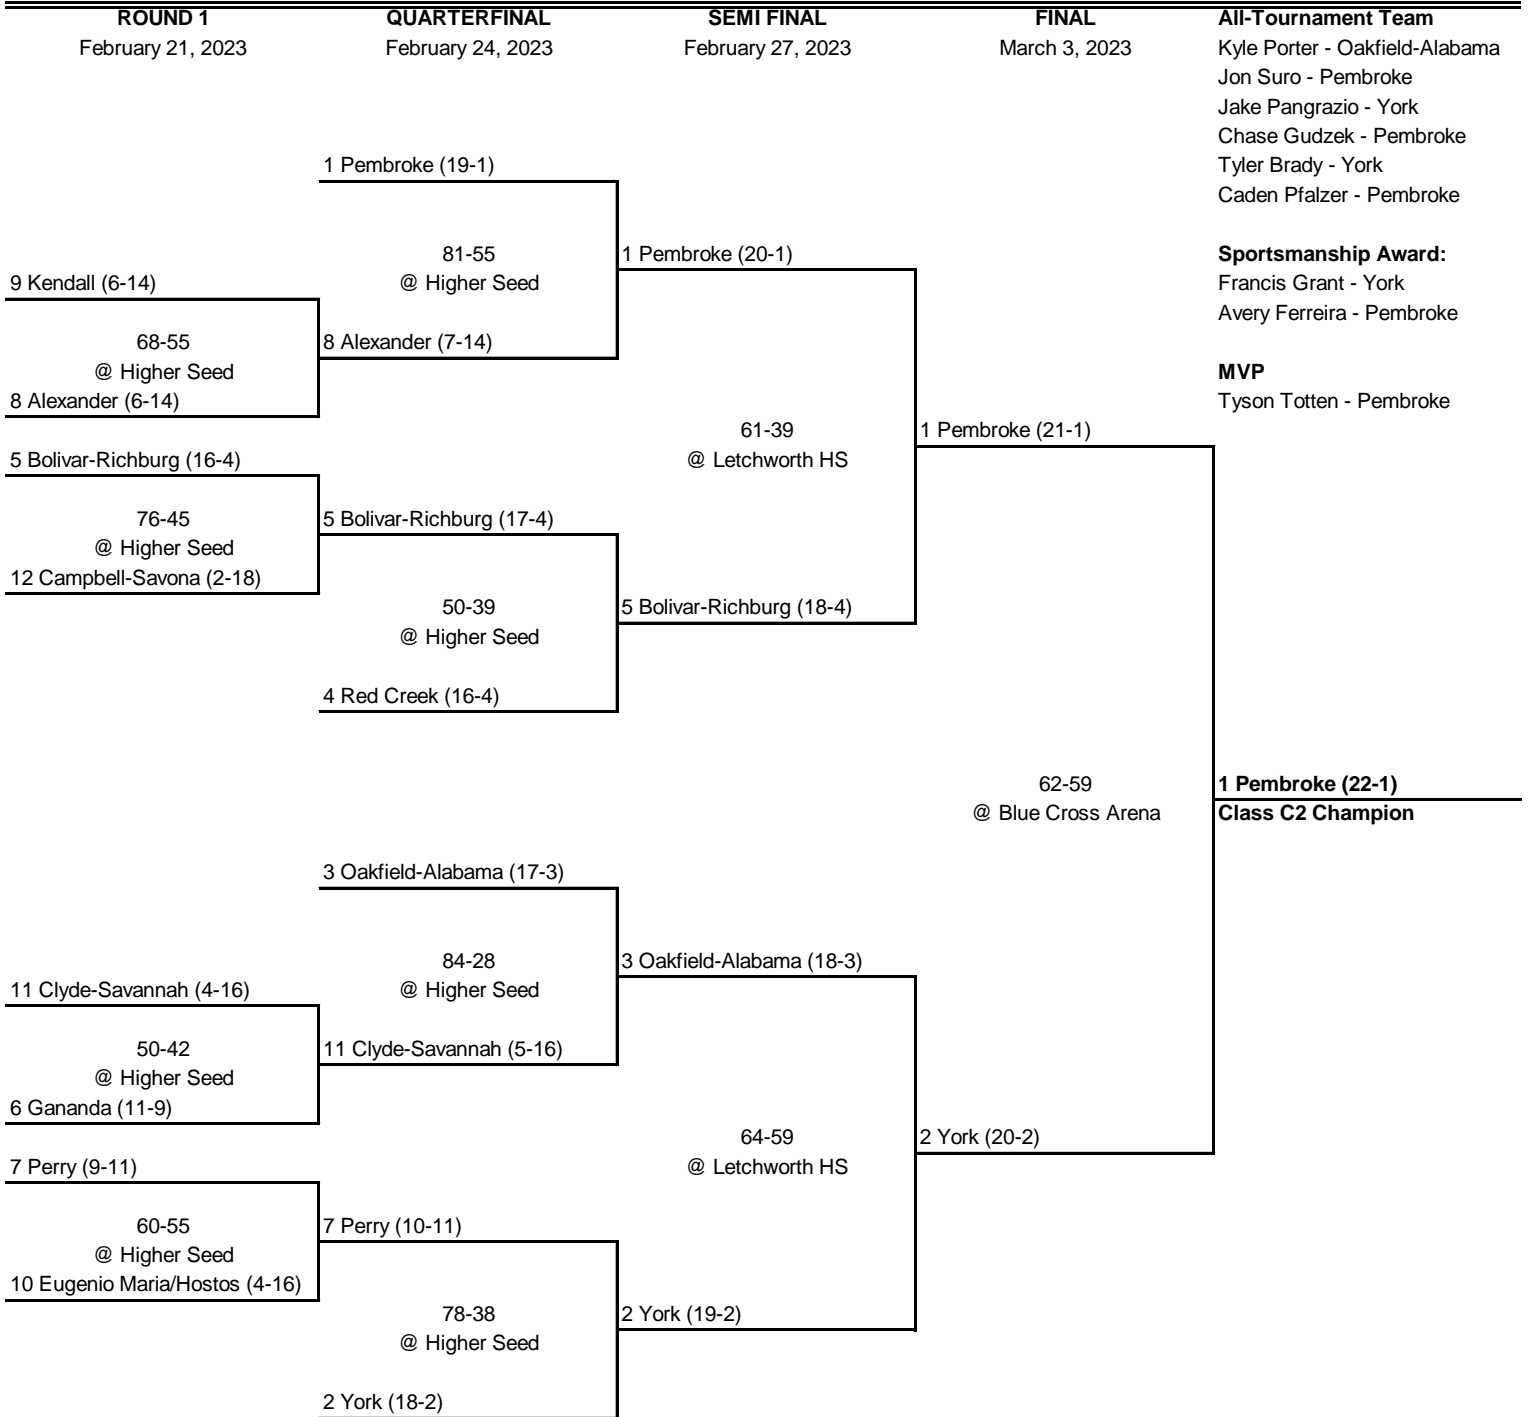 ROUND 1
February 21, 2023
QUARTERFINAL
February 24, 2023
SEMI FINAL
February 27, 2023
FINAL
March 3, 2023
All-Tournament Team
Kyle Porter - Oakfield-Alabama
Jon Suro - Pembroke
Jake Pangrazio - York
Chase Gudzek - Pembroke
Tyler Brady - York
Caden Pfalzer - Pembroke
Sportsmanship Award:
Francis Grant - York
Avery Ferreira - Pembroke
MVP
Tyson Totten - Pembroke
9 Kendall (6-14)
68-55
@ Higher Seed
8 Alexander (6-14)
5 Bolivar-Richburg (16-4)
76-45
@ Higher Seed
12 Campbell-Savona (2-18)
11 Clyde-Savannah (4-16)
50-42
@ Higher Seed
6 Gananda (11-9)
7 Perry (9-11)
60-55
@ Higher Seed
10 Eugenio Maria/Hostos (4-16)
1 Pembroke (19-1)
81-55
@ Higher Seed
8 Alexander (7-14)
5 Bolivar-Richburg (17-4)
50-39
@ Higher Seed
4 Red Creek (16-4)
3 Oakfield-Alabama (17-3)
84-28
@ Higher Seed
11 Clyde-Savannah (5-16)
7 Perry (10-11)
78-38
@ Higher Seed
2 York (18-2)
1 Pembroke (20-1)
61-39
@ Letchworth HS
5 Bolivar-Richburg (18-4)
3 Oakfield-Alabama (18-3)
64-59
@ Letchworth HS
2 York (19-2)
1 Pembroke (21-1)
62-59
@ Blue Cross Arena
2 York (20-2)
1 Pembroke (22-1)
Class C2 Champion